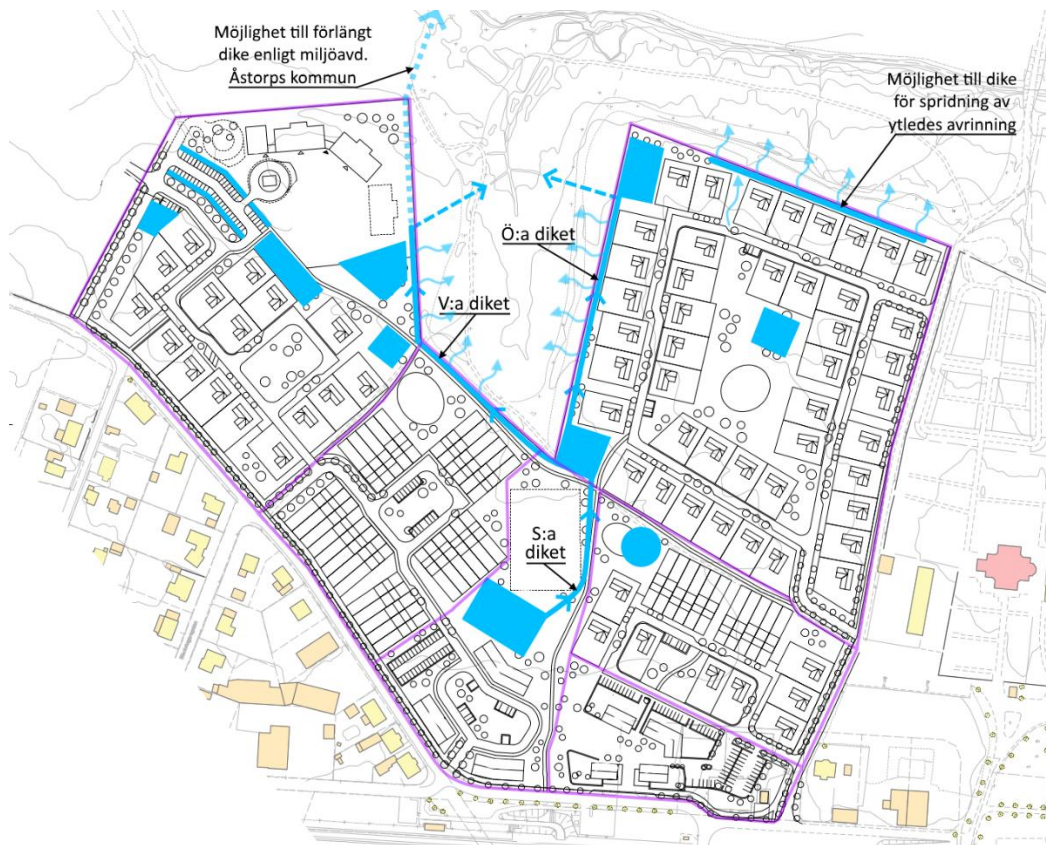 Möjlighet till förlängt
dike enligt miljöavd.
Åstorps kommun
Möjlighet till dike
för spridning av
ytledes avrinning
Ö:a diket
V:a diket
S:a
diket